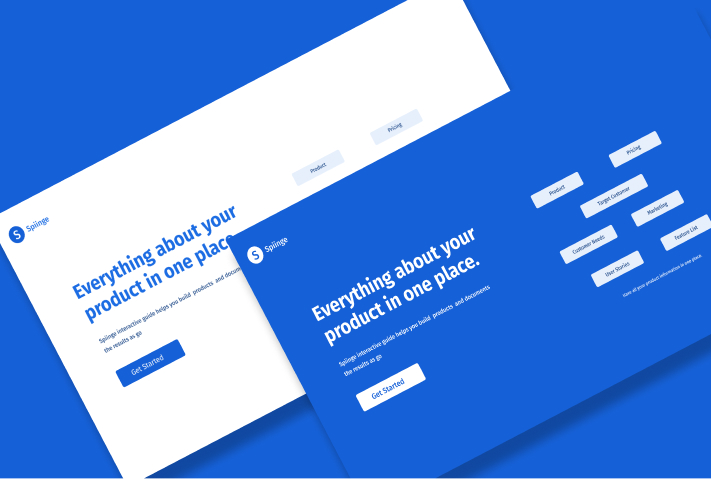 Spiinge
Everything about your
product in one place
Spiinge interactive guide helps you build products and docum
the results as go
Get Started
Product
Pricing
Spiinge
Everything about your
product in one place.
Spiinge interactive guide helps you build products and documents
the results as go
Get Started
Product
Pricing
Target Customer
Marketing
Customer Needs
Feature List
User Stories
all your product information in one place.